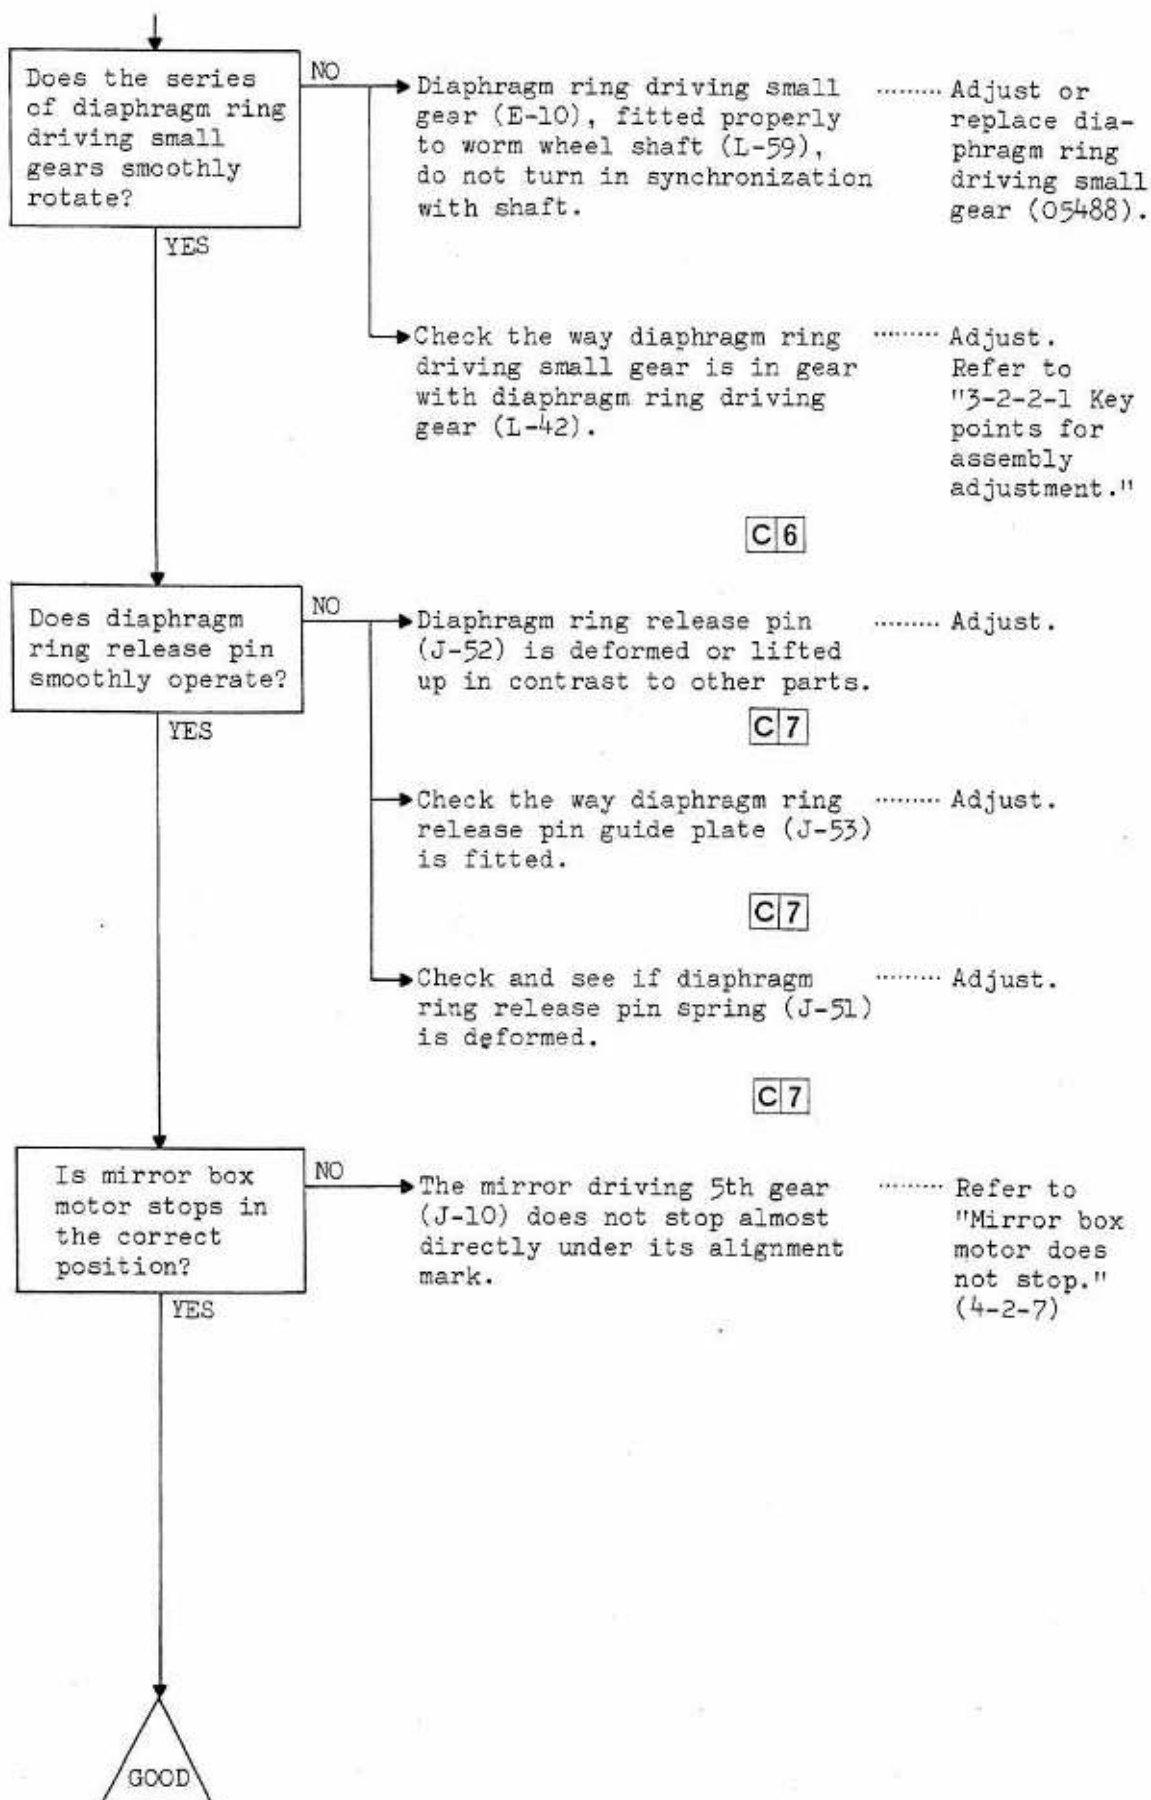 Does the series
of diaphragm ring
driving small
gears smoothly
rotate?
NO
Diaphragm ring driving small
gear (E-10), fitted properly
to worm wheel shaft (L-59),
do not turn in synchronization
with shaft.
Adjust or
replace dia-
phragm ring
driving small
gear (05488).
YES
Check the way diaphragm ring
driving small gear is in gear
with diaphragm ring driving
gear (L-42).
Adjust.
Refer to
"3-2-2-1 Key
points for
assembly
adjustment."
C 6
Does diaphragm
ring release pin
smoothly operate?
NO
Diaphragm ring release pin
(J-52) is deformed or lifted
up in contrast to other parts.
Adjust.
C 7
YES
Check the way diaphragm ring
release pin guide plate (J-53)
is fitted.
Adjust.
C 7
Check and see if diaphragm
ring release pin spring (J-51)
is deformed.
Adjust.
C 7
Is mirror box
motor stops in
the correct
position?
NO
The mirror driving 5th gear
(J-10) does not stop almost
directly under its alignment
mark.
Refer to
"Mirror box
motor does
not stop."
(4-2-7)
YES
GOOD